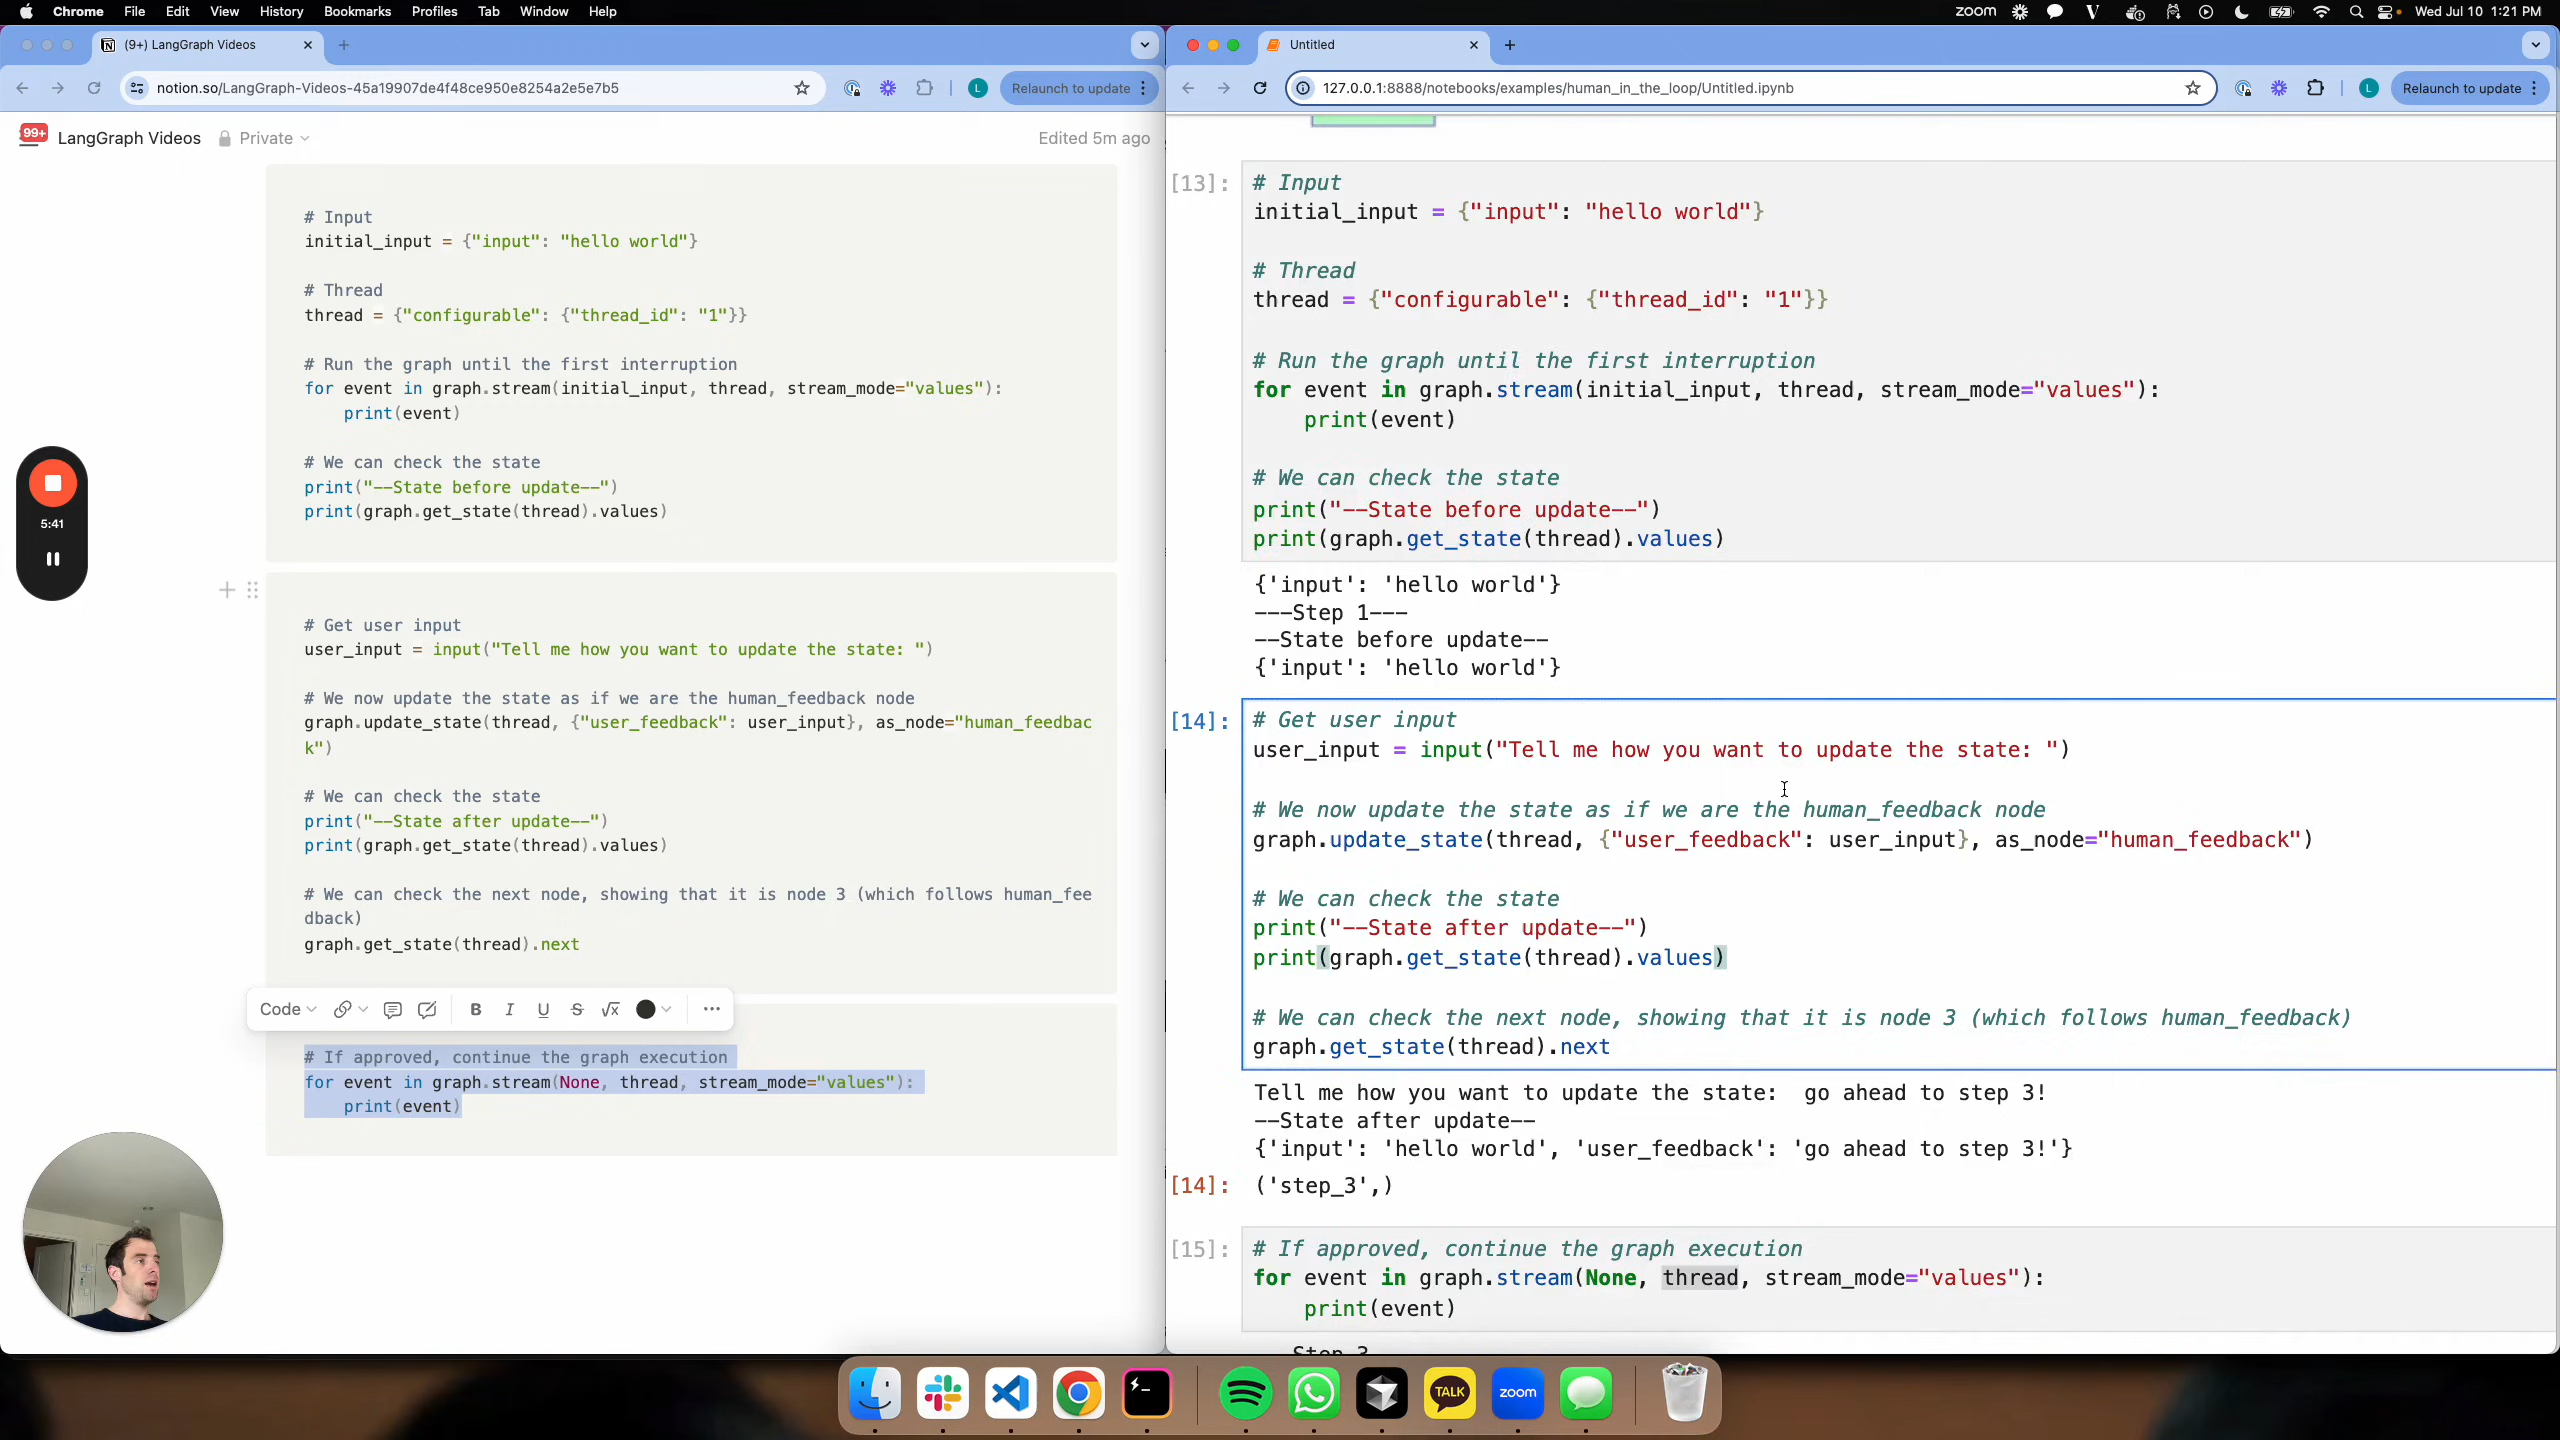 Chrome File Edit View History Bookmarks Profiles Tab Window Help
zoom Wed Jul 10 1:21 PM
(9+) LangGraph Videos
notion.so/LangGraph-Videos-45a19907de4f48ce950e8254a2e5e7b5
L
Relaunch to update
99+ LangGraph Videos Private
Edited 5m ago
# Input
initial_input = {"input": "hello world"}
# Thread
thread = {"configurable": {"thread_id": "1"}}
# Run the graph until the first interruption
for event in graph.stream(initial_input, thread, stream_mode="values"):
print(event)
# We can check the state
print("--State before update--")
print(graph.get_state(thread).values)
5:41
# Get user input
user_input = input("Tell me how you want to update the state: ")
# We now update the state as if we are the human_feedback node
graph.update_state(thread, {"user_feedback": user_input}, as_node="human_feedbac
k")
# We can check the state
print("--State after update--")
print(graph.get_state(thread).values)
# We can check the next node, showing that it is node 3 (which follows human_fee
dback)
graph.get_state(thread).next
Code B I U S √x
# If approved, continue the graph execution
for event in graph.stream(None, thread, stream_mode="values"):
print(event)
Untitled
127.0.0.1:8888/notebooks/examples/human_in_the_loop/Untitled.ipynb
L
Relaunch to update
[13]:
# Input
initial_input = {"input": "hello world"}
# Thread
thread = {"configurable": {"thread_id": "1"}}
# Run the graph until the first interruption
for event in graph.stream(initial_input, thread, stream_mode="values"):
print(event)
# We can check the state
print("--State before update--")
print(graph.get_state(thread).values)
{'input': 'hello world'}
---Step 1---
--State before update--
{'input': 'hello world'}
[14]:
# Get user input
user_input = input("Tell me how you want to update the state: ")
# We now update the state as if we are the human_feedback node
graph.update_state(thread, {"user_feedback": user_input}, as_node="human_feedback")
# We can check the state
print("--State after update--")
print(graph.get_state(thread).values)
# We can check the next node, showing that it is node 3 (which follows human_feedback)
graph.get_state(thread).next
Tell me how you want to update the state:  go ahead to step 3!
--State after update--
{'input': 'hello world', 'user_feedback': 'go ahead to step 3!'}
[14]: ('step_3',)
[15]:
# If approved, continue the graph execution
for event in graph.stream(None, thread, stream_mode="values"):
print(event)
Step 3
TALK
zoom